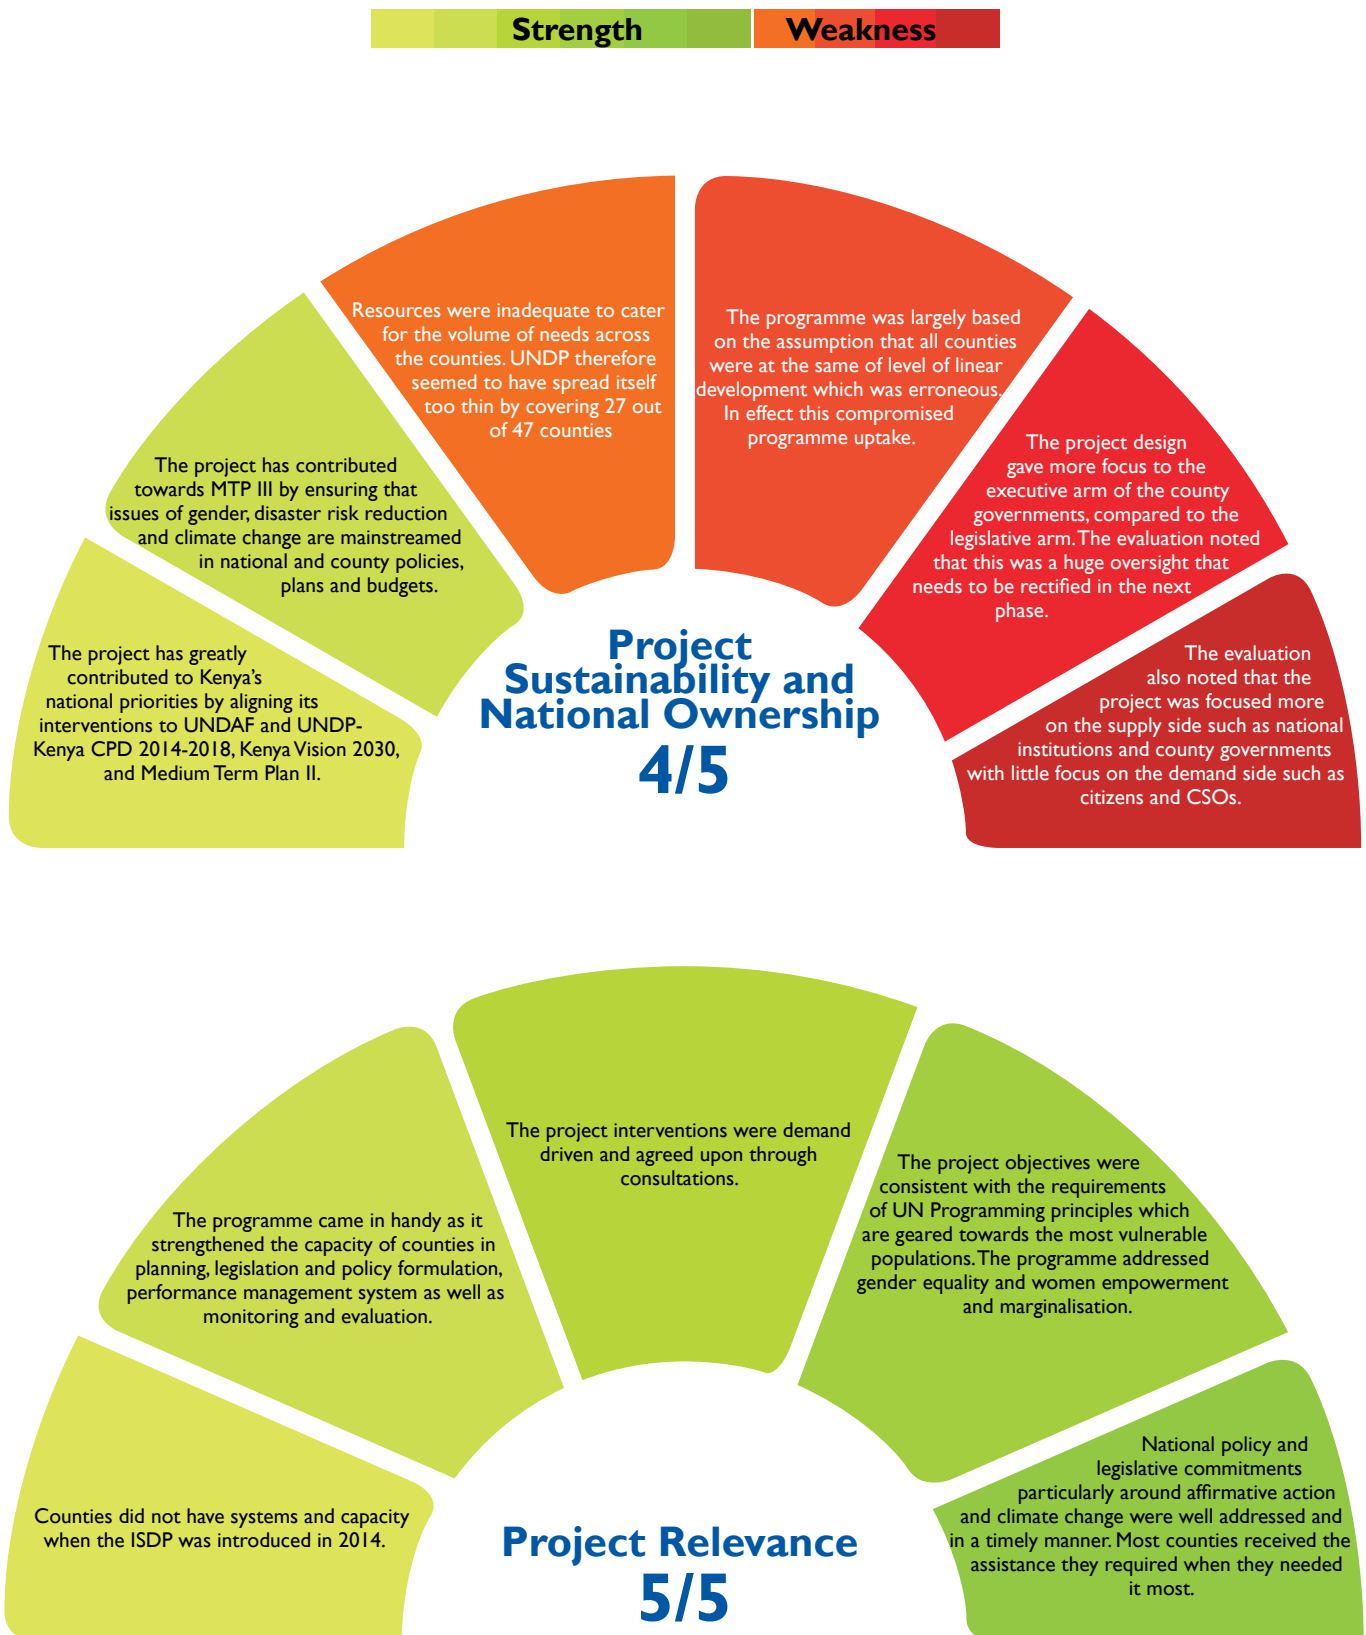 Strength
Weakness
Resources were inadequate to cater
for the volume of needs across
the counties. UNDP therefore
seemed to have spread itself
too thin by covering 27 out
of 47 counties
The programme was largely based
on the assumption that all counties
were at the same of level of linear
development which was erroneous.
In effect this compromised
programme uptake.
The project has contributed
towards MTP III by ensuring that
issues of gender, disaster risk reduction
and climate change are mainstreamed
in national and county policies,
plans and budgets.
The project design
gave more focus to the
executive arm of the county
governments, compared to the
legislative arm. The evaluation noted
that this was a huge oversight that
needs to be rectified in the next
phase.
The project has greatly
contributed to Kenya's
national priorities by aligning its
interventions to UNDAF and UNDP-
Kenya CPD 2014-2018, Kenya Vision 2030,
and Medium Term Plan II.
Project
Sustainability and
National Ownership
4/5
The evaluation
also noted that the
project was focused more
on the supply side such as national
institutions and county governments
with little focus on the demand side such as
citizens and CSOs.
The project interventions were demand
driven and agreed upon through
consultations.
The programme came in handy as it
strengthened the capacity of counties in
planning, legislation and policy formulation,
performance management system as well as
monitoring and evaluation.
The project objectives were
consistent with the requirements
of UN Programming principles which
are geared towards the most vulnerable
populations. The programme addressed
gender equality and women empowerment
and marginalisation.
Counties did not have systems and capacity
when the ISDP was introduced in 2014.
Project Relevance
5/5
National policy and
legislative commitments
particularly around affirmative action
and climate change were well addressed and
in a timely manner. Most counties received the
assistance they required when they needed
it most.